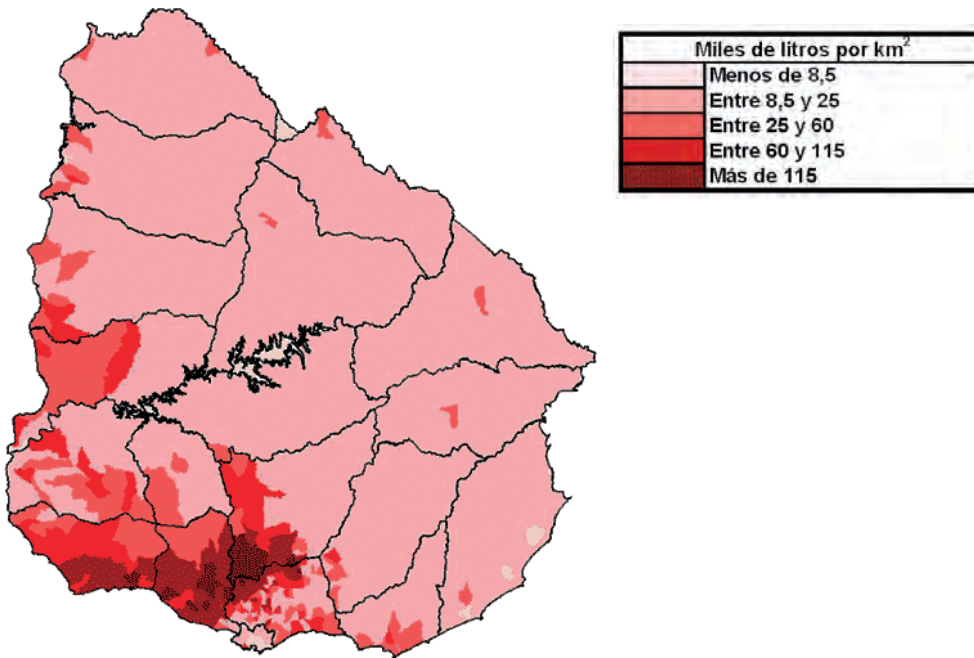 Miles de litros por km²
Menos de 8,5
Entre 8,5 y 25
Entre 25 y 60
Entre 60 y 115
Más de 115